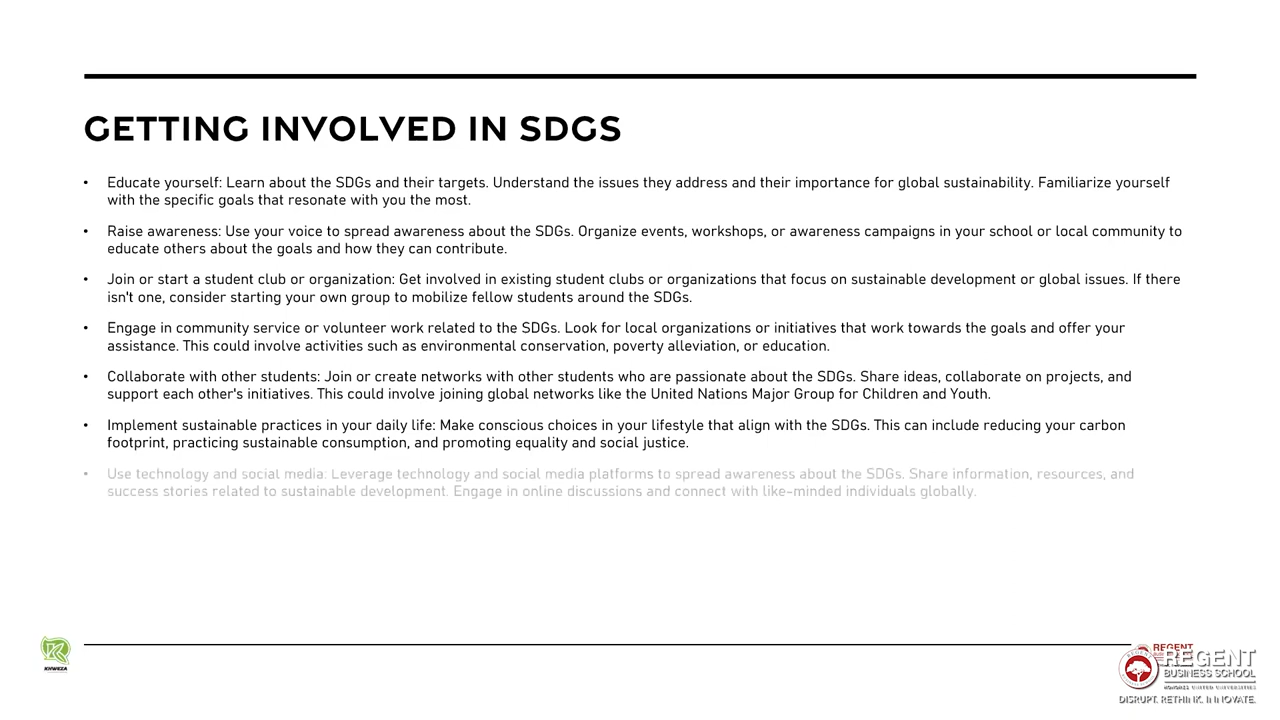 GETTING INVOLVED IN SDGS
• Educate yourself: Learn about the SDGs and their targets. Understand the issues they address and their importance for global sustainability. Familiarize yourself
with the specific goals that resonate with you the most.
• Raise awareness: Use your voice to spread awareness about the SDGs. Organize events, workshops, or awareness campaigns in your school or local community to
educate others about the goals and how they can contribute.
• Join or start a student club or organization: Get involved in existing student clubs or organizations that focus on sustainable development or global issues. If there
isn't one, consider starting your own group to mobilize fellow students around the SDGs.
• Engage in community service or volunteer work related to the SDGs. Look for local organizations or initiatives that work towards the goals and offer your
assistance. This could involve activities such as environmental conservation, poverty alleviation, or education.
• Collaborate with other students: Join or create networks with other students who are passionate about the SDGs. Share ideas, collaborate on projects, and
support each other's initiatives. This could involve joining global networks like the United Nations Major Group for Children and Youth.
• Implement sustainable practices in your daily life: Make conscious choices in your lifestyle that align with the SDGs. This can include reducing your carbon
footprint, practicing sustainable consumption, and promoting equality and social justice.
• Use technology and social media: Leverage technology and social media platforms to spread awareness about the SDGs. Share information, resources, and
success stories related to sustainable development. Engage in online discussions and connect with like-minded individuals globally.
KHWEZA
REGENT
REGENT
BUSINESS SCHOOL
HONORIS UNITED UNIVERSITIES
DISRUPT. RETHINK. INNOVATE.